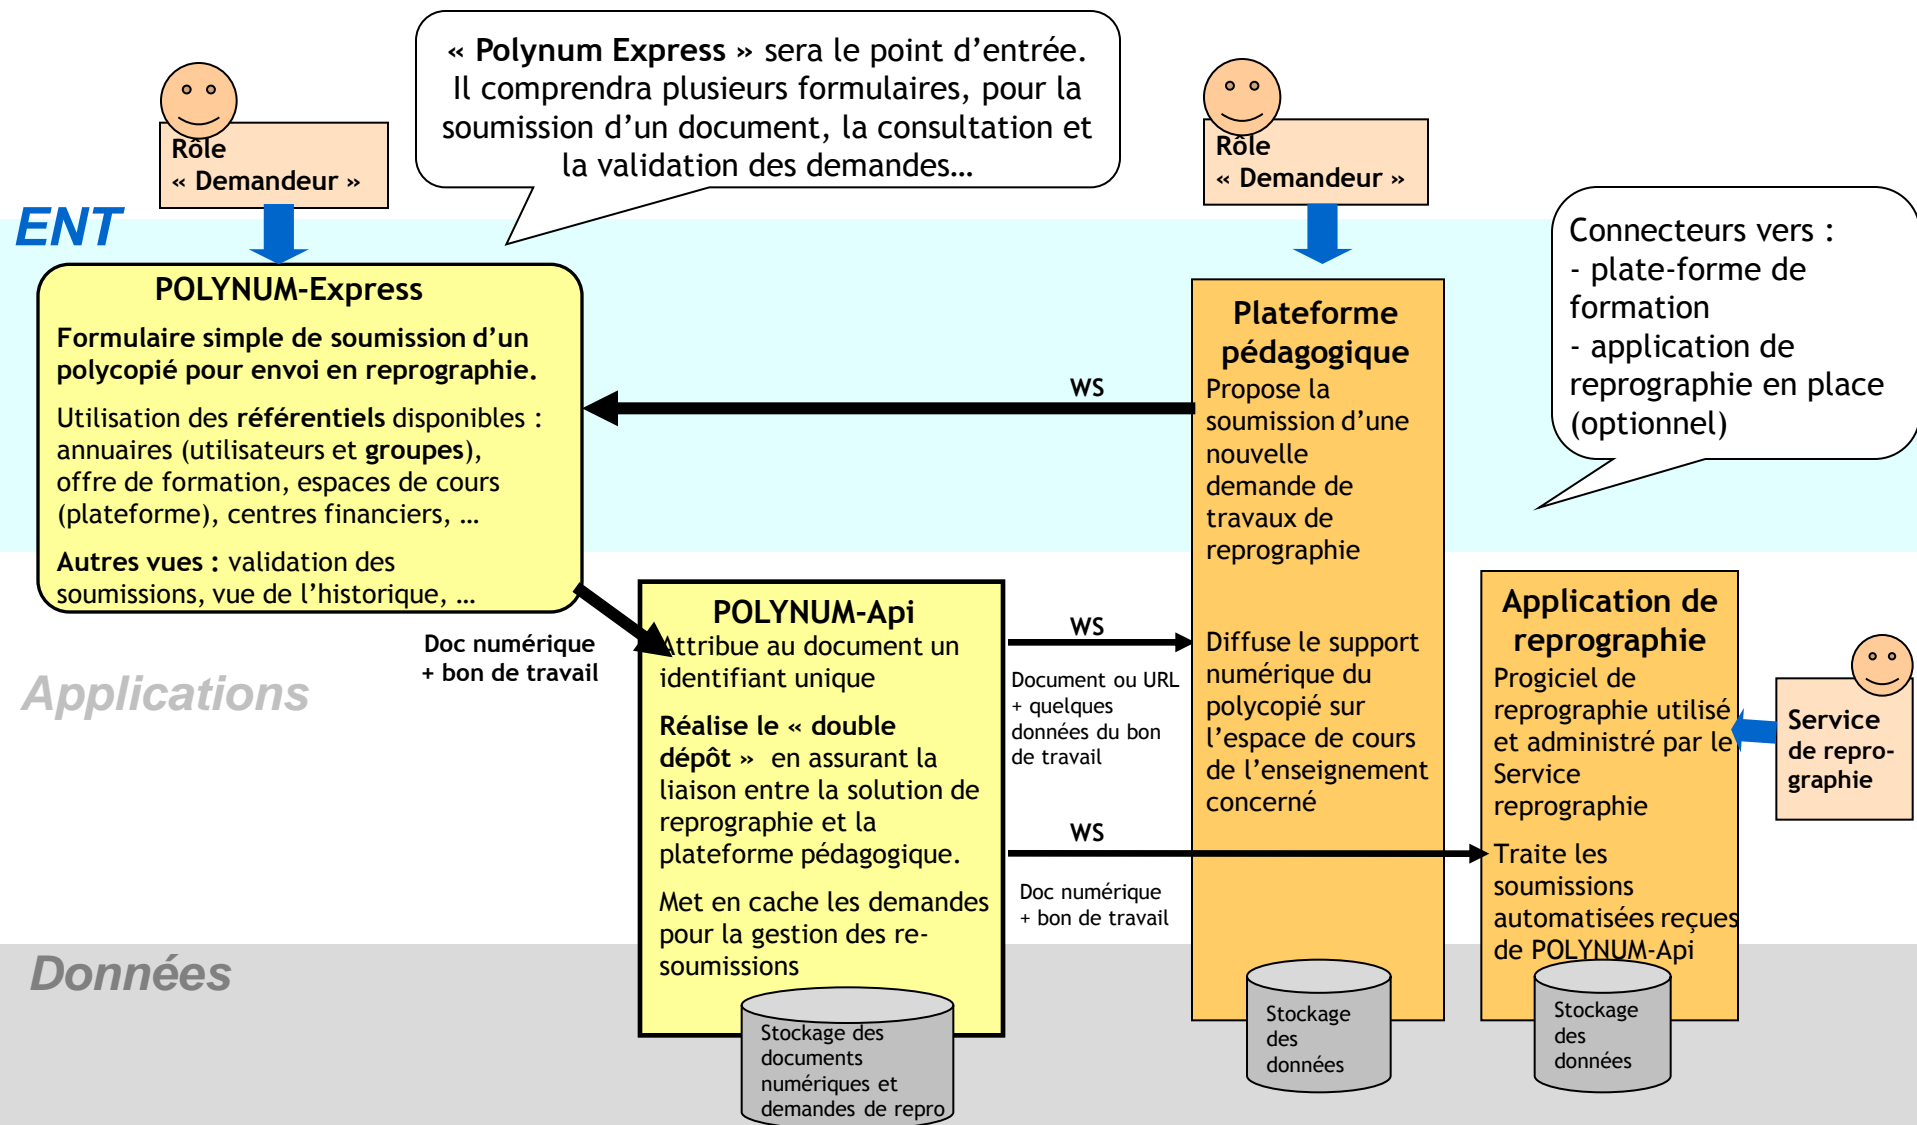 « Polynum Express » sera le point d’entrée.
Il comprendra plusieurs formulaires, pour la
soumission d’un document, la consultation et
la validation des demandes…
Rôle
« Demandeur »
Rôle
« Demandeur »
ENT
Connecteurs vers :
- plate-forme de
formation
- application de
reprographie en place
(optionnel)
POLYNUM-Express
Formulaire simple de soumission d’un
polycopié pour envoi en reprographie.
Utilisation des référentiels disponibles :
annuaires (utilisateurs et groupes),
offre de formation, espaces de cours
(plateforme), centres financiers, …
Autres vues : validation des
soumissions, vue de l’historique, …
WS
Plateforme
pédagogique
Propose la
soumission d’une
nouvelle
demande de
travaux de
reprographie
Diffuse le support
numérique du
polycopié sur
l’espace de cours
de l’enseignement
concerné
Doc numérique
+ bon de travail
Applications
POLYNUM-Api
Attribue au document un
identifiant unique
Réalise le « double
dépôt » en assurant la
liaison entre la solution de
reprographie et la
plateforme pédagogique.
Met en cache les demandes
pour la gestion des re-
soumissions
WS
Document ou URL
+ quelques
données du bon
de travail
WS
Doc numérique
+ bon de travail
Application de
reprographie
Progiciel de
reprographie utilisé
et administré par le
Service
reprographie
Traite les
soumissions
automatisées reçues
de POLYNUM-Api
Service
de repro-
graphie
Données
Stockage des
documents
numériques et
demandes de repro
Stockage
des
données
Stockage
des
données